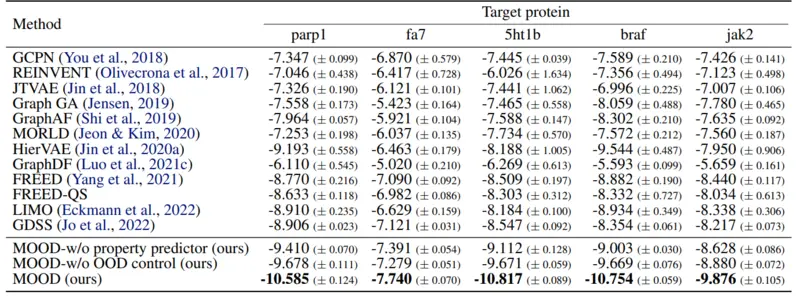 Method Target protein
parp1 fa7 5ht1b braf jak2
GCPN (You et al., 2018) -7.347 (± 0.099) -6.870 (± 0.579) -7.445 (± 0.039) -7.589 (± 0.210) -7.426 (± 0.141)
REINVENT (Olivecrona et al., 2017) -7.046 (± 0.438) -6.417 (± 0.728) -6.026 (± 1.634) -7.356 (± 0.494) -7.123 (± 0.498)
JTVAE (Jin et al., 2018) -7.326 (± 0.190) -6.121 (± 0.101) -7.441 (± 1.062) -6.996 (± 0.225) -7.007 (± 0.106)
Graph GA (Jensen, 2019) -7.558 (± 0.173) -5.423 (± 0.164) -7.465 (± 0.558) -8.059 (± 0.488) -7.780 (± 0.465)
GraphAF (Shi et al., 2019) -7.964 (± 0.057) -5.921 (± 0.104) -7.588 (± 0.147) -8.302 (± 0.210) -7.635 (± 0.092)
MORLD (Jeon & Kim, 2020) -7.253 (± 0.198) -6.037 (± 0.135) -7.734 (± 0.570) -7.572 (± 0.212) -7.560 (± 0.187)
HierVAE (Jin et al., 2020a) -9.193 (± 0.558) -6.463 (± 0.179) -8.188 (± 1.005) -9.544 (± 0.487) -7.950 (± 0.906)
GraphDF (Luo et al., 2021c) -6.110 (± 0.545) -5.020 (± 0.210) -6.269 (± 0.613) -5.593 (± 0.099) -5.659 (± 0.161)
FREED (Yang et al., 2021) -8.770 (± 0.216) -7.090 (± 0.092) -8.509 (± 0.197) -8.882 (± 0.190) -8.440 (± 0.117)
FREED-QS -8.633 (± 0.118) -6.982 (± 0.086) -8.303 (± 0.312) -8.332 (± 0.727) -8.034 (± 0.613)
LIMO (Eckmann et al., 2022) -8.910 (± 0.235) -6.629 (± 0.159) -8.184 (± 0.100) -8.934 (± 0.349) -8.338 (± 0.306)
GDSS (Jo et al., 2022) -8.906 (± 0.023) -7.121 (± 0.031) -8.547 (± 0.092) -8.354 (± 0.061) -8.217 (± 0.073)
MOOD-w/o property predictor (ours) -9.410 (± 0.070) -7.391 (± 0.054) -9.112 (± 0.128) -9.003 (± 0.030) -8.628 (± 0.086)
MOOD-w/o OOD control (ours) -9.678 (± 0.111) -7.279 (± 0.051) -9.671 (± 0.059) -9.669 (± 0.076) -8.880 (± 0.072)
MOOD (ours) -10.585 (± 0.124) -7.740 (± 0.070) -10.817 (± 0.089) -10.754 (± 0.059) -9.876 (± 0.105)